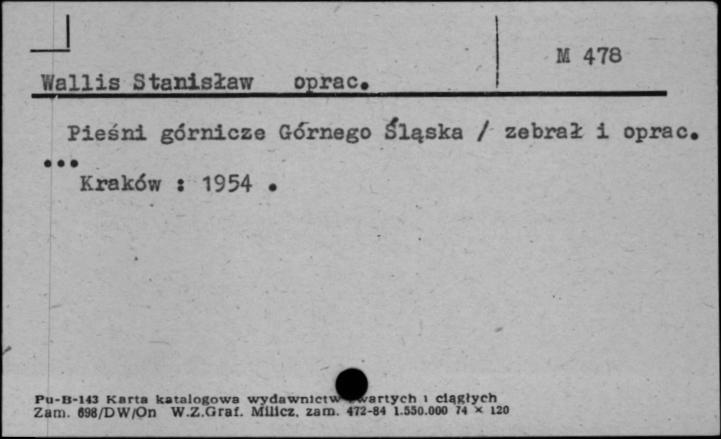 M 478
Wallis Stanisław oprac.
Pieśni górnicze Górnego Śląska / zebrał i oprac.
...
Kraków : 1954 .
Pu-B-143 Karta katalogowa wydawnictw zwartych i ciągłych
Zam. 698/DW/On W.Z.Graf. Milicz, zam. 472-84 1.550.000 74 × 120